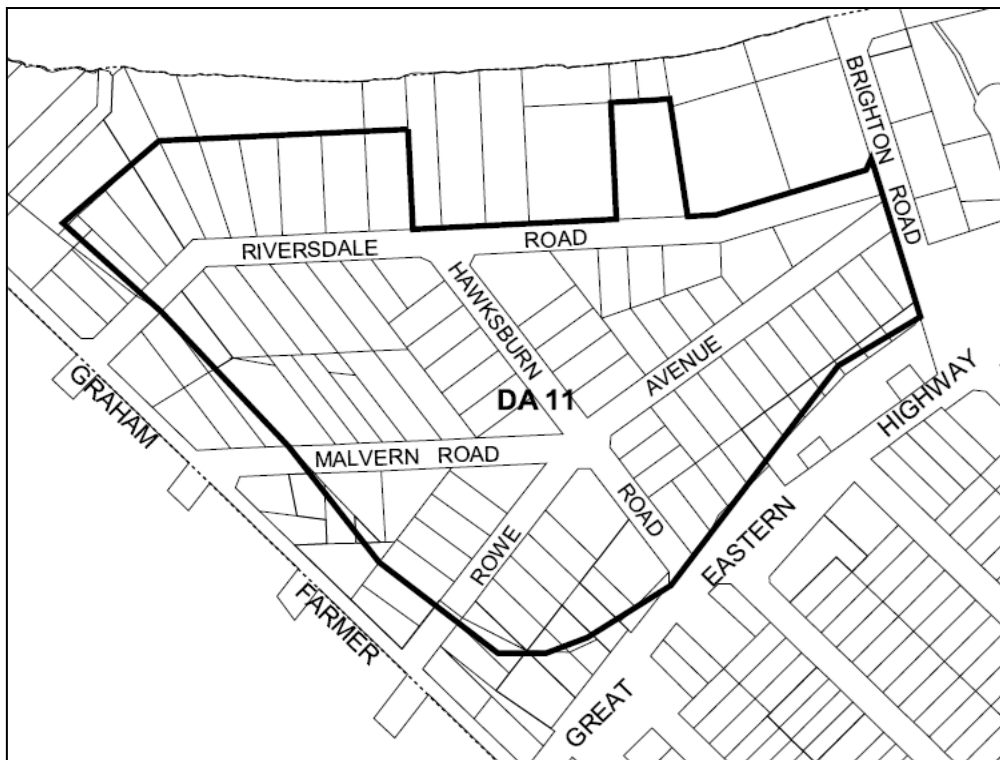 BRIGHTON ROAD
RIVERSDALE ROAD
HAWKSBURN ROAD
AVENUE
DA 11
GRAHAM FARMER
MALVERN ROAD
ROWE
GREAT EASTERN HIGHWAY